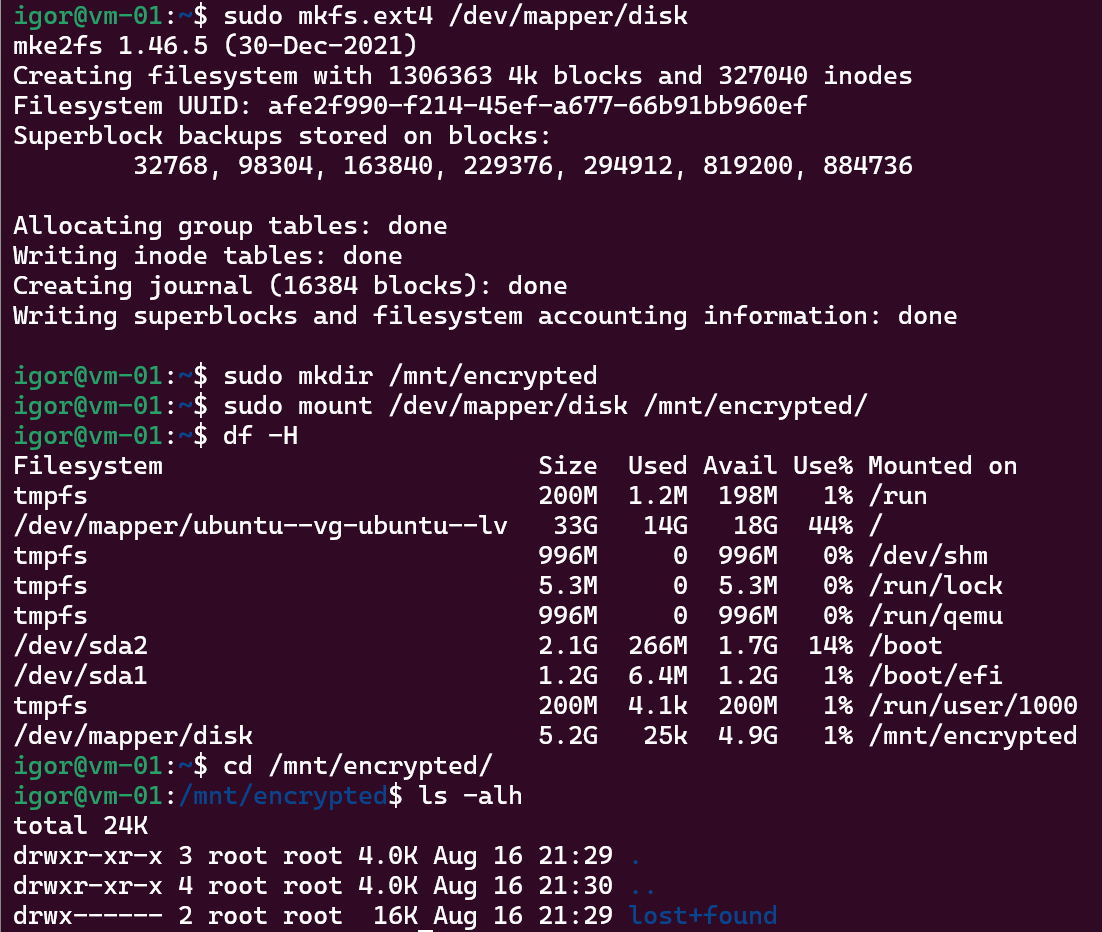 igor@vm-01:~$ sudo mkfs.ext4 /dev/mapper/disk
mke2fs 1.46.5 (30-Dec-2021)
Creating filesystem with 1306363 4k blocks and 327040 inodes
Filesystem UUID: afe2f990-f214-45ef-a677-66b91bb960ef
Superblock backups stored on blocks:
        32768, 98304, 163840, 229376, 294912, 819200, 884736

Allocating group tables: done
Writing inode tables: done
Creating journal (16384 blocks): done
Writing superblocks and filesystem accounting information: done

igor@vm-01:~$ sudo mkdir /mnt/encrypted
igor@vm-01:~$ sudo mount /dev/mapper/disk /mnt/encrypted/
igor@vm-01:~$ df -H
Filesystem                         Size  Used Avail Use% Mounted on
tmpfs                              200M  1.2M  198M   1% /run
/dev/mapper/ubuntu--vg-ubuntu--lv   33G   14G   18G  44% /
tmpfs                              996M     0  996M   0% /dev/shm
tmpfs                              5.3M     0  5.3M   0% /run/lock
tmpfs                              996M     0  996M   0% /run/qemu
/dev/sda2                          2.1G  266M  1.7G  14% /boot
/dev/sda1                          1.2G  6.4M  1.2G   1% /boot/efi
tmpfs                              200M  4.1k  200M   1% /run/user/1000
/dev/mapper/disk                   5.2G   25k  4.9G   1% /mnt/encrypted
igor@vm-01:~$ cd /mnt/encrypted/
igor@vm-01:/mnt/encrypted$ ls -alh
total 24K
drwxr-xr-x 3 root root 4.0K Aug 16 21:29 .
drwxr-xr-x 4 root root 4.0K Aug 16 21:30 ..
drwx------ 2 root root  16K Aug 16 21:29 lost+found